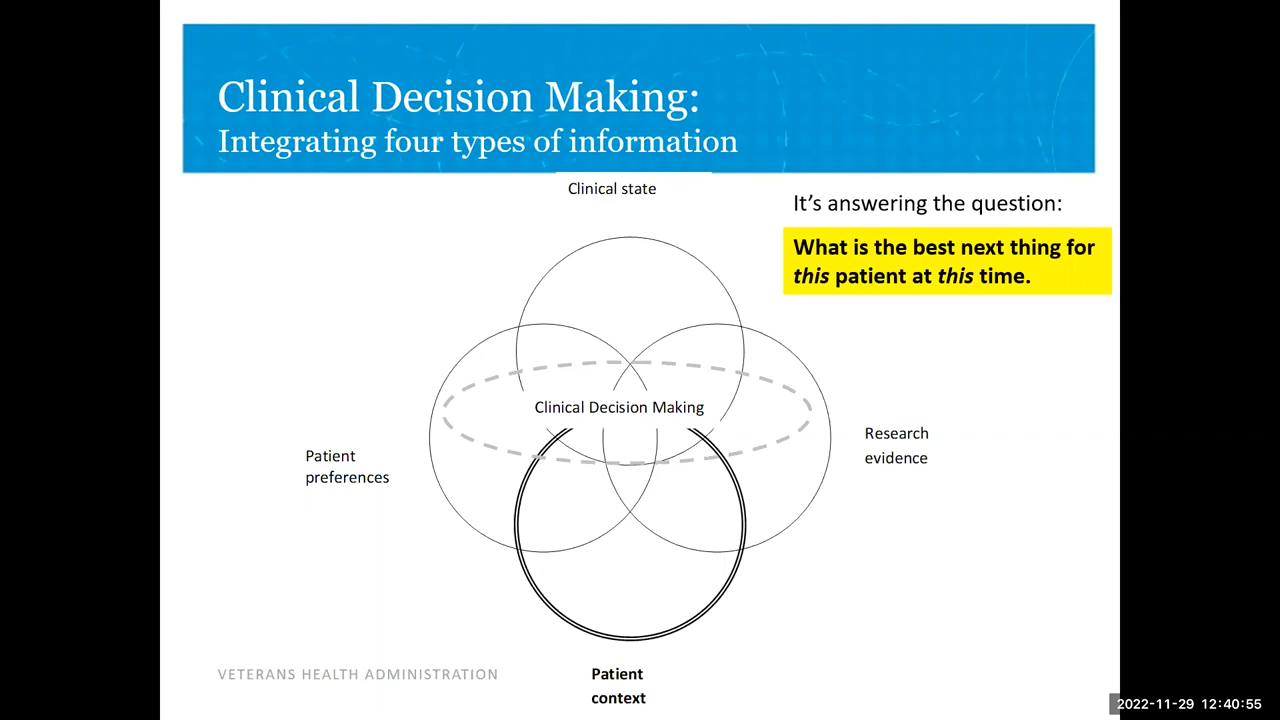 Clinical Decision Making:
Integrating four types of information
Clinical state
It’s answering the question:
What is the best next thing for
this patient at this time.
Clinical Decision Making
Patient
preferences
Research
evidence
Patient
context
VETERANS HEALTH ADMINISTRATION
2022-11-29 12:40:55